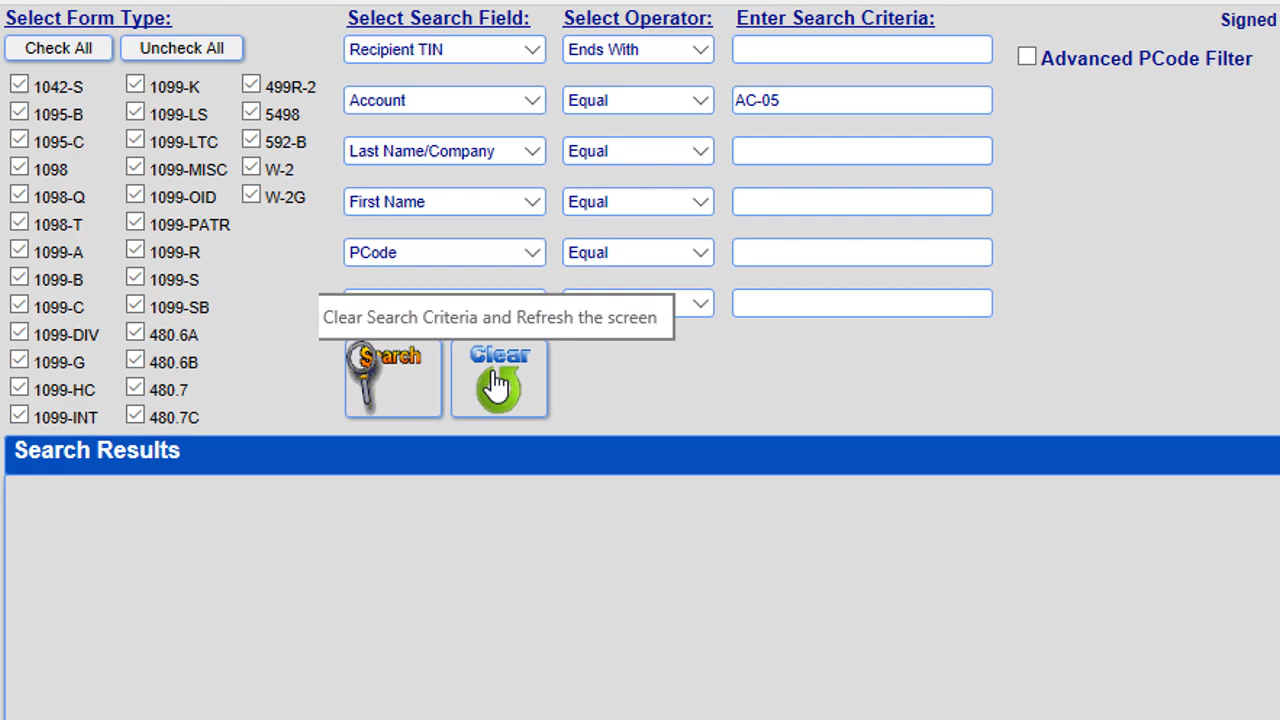 Select Form Type:
Check All
Uncheck All
1042-S
1095-B
1095-C
1098
1098-Q
1098-T
1099-A
1099-B
1099-C
1099-DIV
1099-G
1099-HC
1099-INT
1099-K
1099-LS
1099-LTC
1099-MISC
1099-OID
1099-PATR
1099-R
1099-S
1099-SB
480.6A
480.6B
480.7
480.7C
499R-2
5498
592-B
W-2
W-2G
Select Search Field:
Select Operator:
Enter Search Criteria:
Signed
Recipient TIN
Ends With
Advanced PCode Filter
Account
Equal
AC-05
Last Name/Company
Equal
First Name
Equal
PCode
Equal
Clear Search Criteria and Refresh the screen
Search
Clear
Search Results